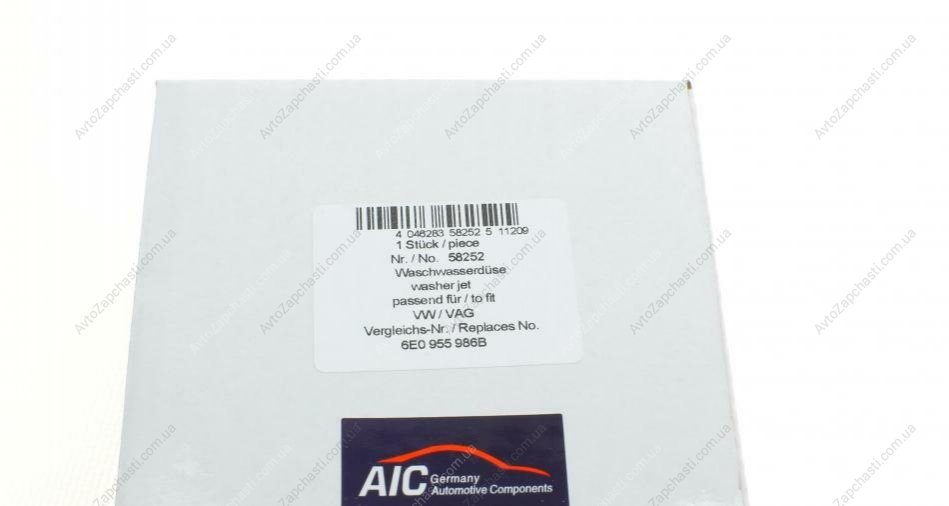 4 046283 58252 5 11209
1 Stück / piece
Nr. / No. 58252
Waschwasserdüse
washer jet
passend für / to fit
VW / VAG
Vergleichs-Nr. / Replaces No.
6E0 955 986B
AIC Germany
Automotive Components
AvtoZapchasti.com.ua